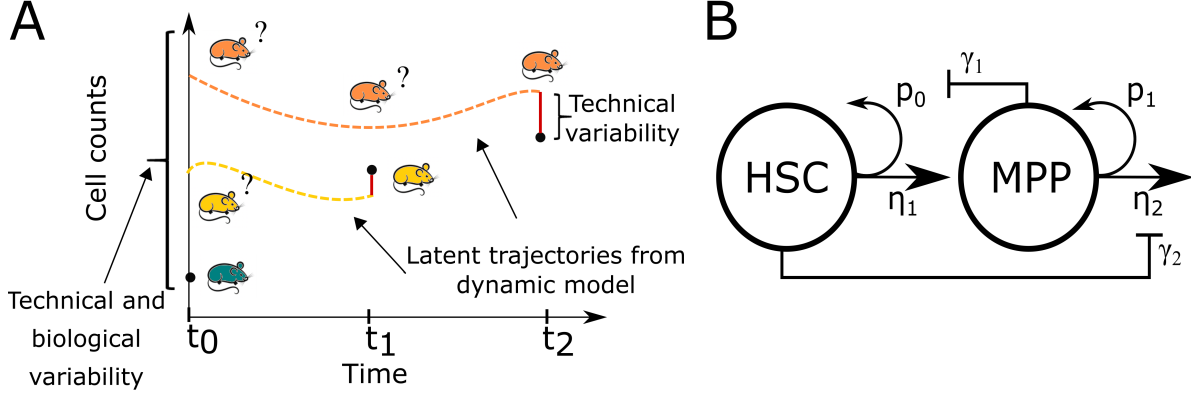 A
?
?
?
Cell counts
Technical
variability
Latent trajectories from
dynamic model
Technical and
biological
variability
t0
t1
t2
Time
B
γ1
p0
p1
HSC
MPP
η1
η2
γ2